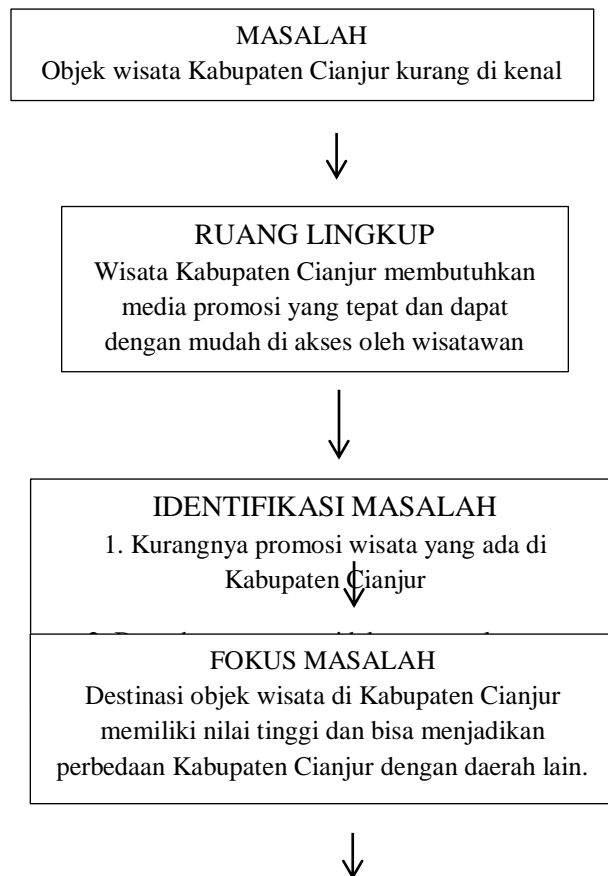 MASALAH
Objek wisata Kabupaten Cianjur kurang di kenal
RUANG LINGKUP
Wisata Kabupaten Cianjur membutuhkan
media promosi yang tepat dan dapat
dengan mudah di akses oleh wisatawan
IDENTIFIKASI MASALAH
1. Kurangnya promosi wisata yang ada di
Kabupaten Cianjur
FOKUS MASALAH
Destinasi objek wisata di Kabupaten Cianjur
memiliki nilai tinggi dan bisa menjadikan
perbedaan Kabupaten Cianjur dengan daerah lain.